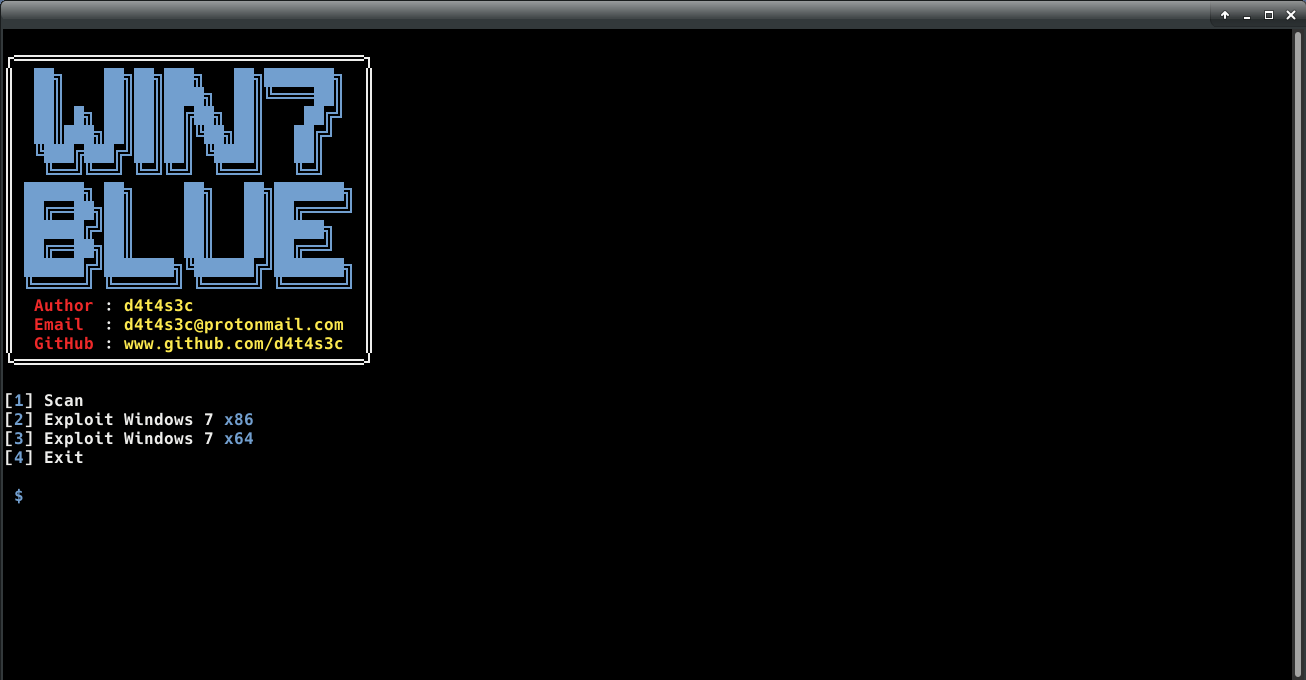 WIN7
BLUE
Author : d4t4s3c
Email : d4t4s3c@protonmail.com
GitHub : www.github.com/d4t4s3c
[1] Scan
[2] Exploit Windows 7 x86
[3] Exploit Windows 7 x64
[4] Exit
$